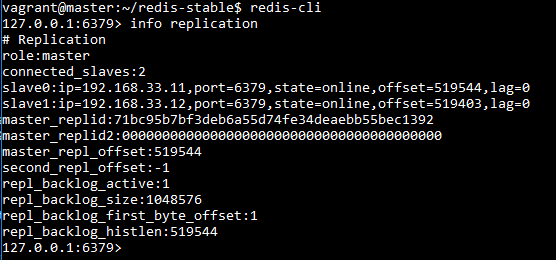 vagrant@master:~/redis-stable$ redis-cli
127.0.0.1:6379> info replication
# Replication
role:master
connected_slaves:2
slave0:ip=192.168.33.11,port=6379,state=online,offset=519544,lag=0
slave1:ip=192.168.33.12,port=6379,state=online,offset=519403,lag=0
master_replid:71bc95b7bf3deb6a55d74fe34deaebb55bec1392
master_replid2:0000000000000000000000000000000000000000
master_repl_offset:519544
second_repl_offset:-1
repl_backlog_active:1
repl_backlog_size:1048576
repl_backlog_first_byte_offset:1
repl_backlog_histlen:519544
127.0.0.1:6379>